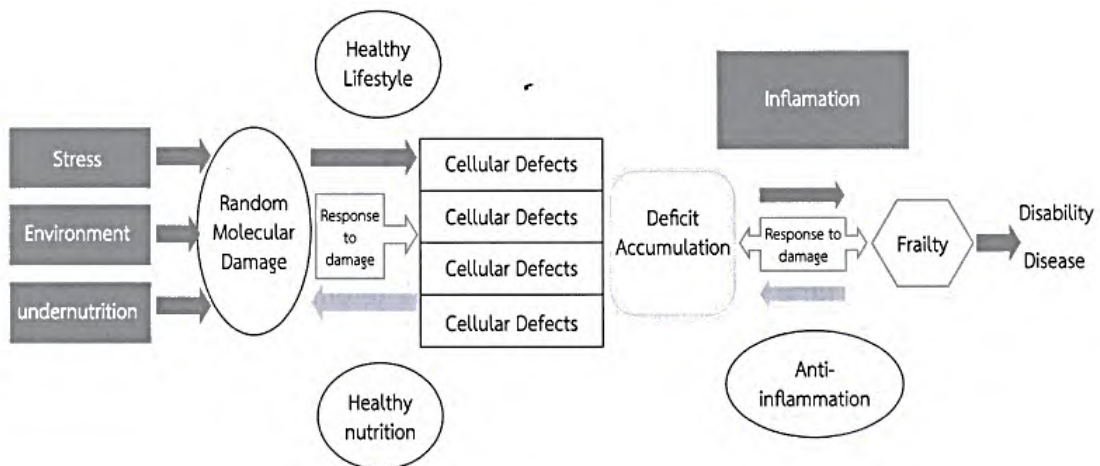 Healthy
Lifestyle
Inflamation
Stress
Environment
undernutrition
Random
Molecular
Damage
Response
to
damage
Cellular Defects
Cellular Defects
Cellular Defects
Cellular Defects
Deficit
Accumulation
Response to
damage
Frailty
Disability
Disease
Healthy
nutrition
Anti-
inflammation